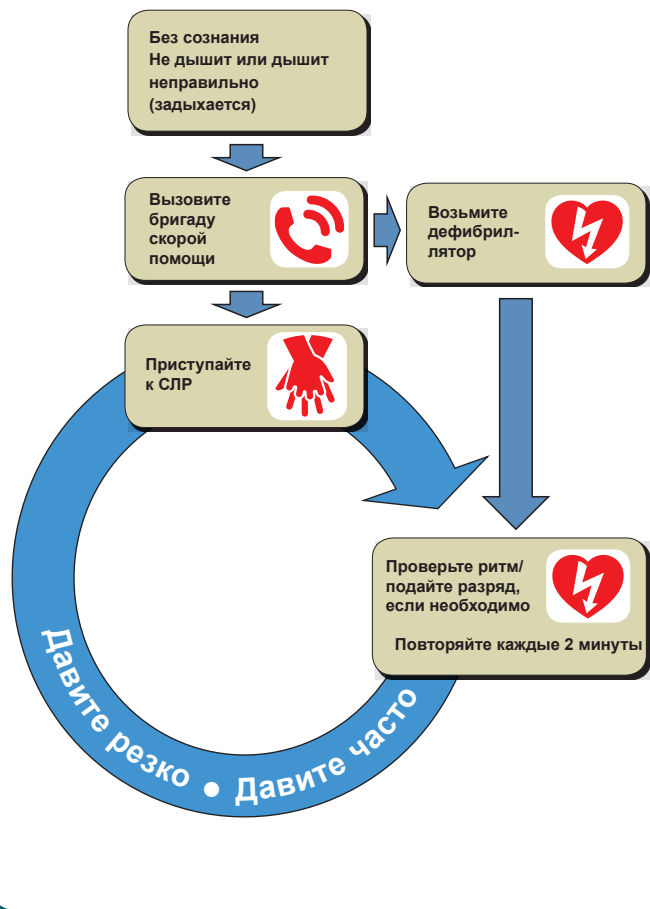 Без сознания
Не дышит или дышит
неправильно
(задыхается)
Вызовите
бригаду
скорой
помощи
Возьмите
дефибрил-
лятор
Приступайте
к СЛР
Проверьте ритм/
подайте разряд,
если необходимо
Повторяйте каждые 2 минуты
Давите резко • Давите часто